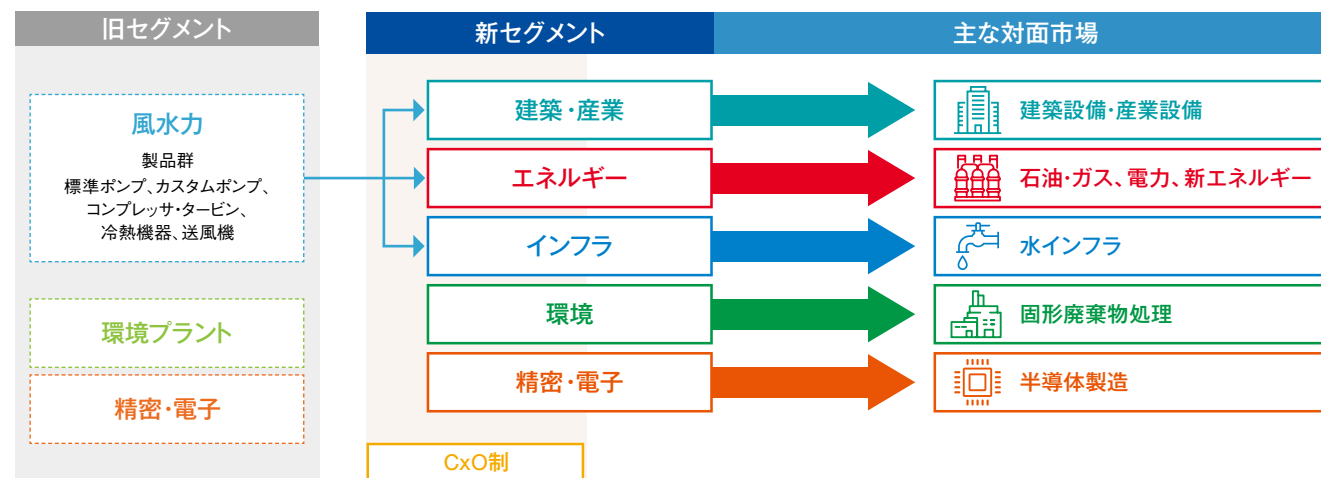 旧セグメント
新セグメント
主な対面市場
風水力
製品群
標準ポンプ、カスタムポンプ、
コンプレッサ・タービン、
冷熱機器、送風機
環境プラント
精密・電子
建築・産業
建築設備・産業設備
エネルギー
石油・ガス、電力、新エネルギー
インフラ
水インフラ
環境
固形廃棄物処理
精密・電子
半導体製造
CxO制